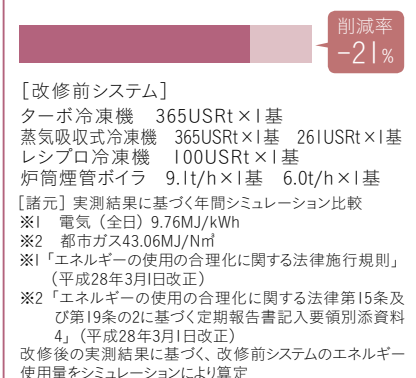 削減率
-21%
［改修前システム］
ターボ冷凍機　365USRt×1基
蒸気吸収式冷凍機　365USRt×1基　261USRt×1基
レシプロ冷凍機　100USRt×1基
炉筒煙管ボイラ　9.1t/h×1基　6.0t/h×1基
［諸元］実測結果に基づく年間シミュレーション比較
※1　電気（全日）9.76MJ/kWh
※2　都市ガス43.06MJ/N㎥
※1「エネルギーの使用の合理化に関する法律施行規則」
（平成28年3月1日改正）
※2「エネルギーの使用の合理化に関する法律第15条及
び第19条の2に基づく定期報告書記入要領別添資料
4」（平成28年3月1日改正）
改修後の実測結果に基づく、改修前システムのエネルギー
使用量をシミュレーションにより算定